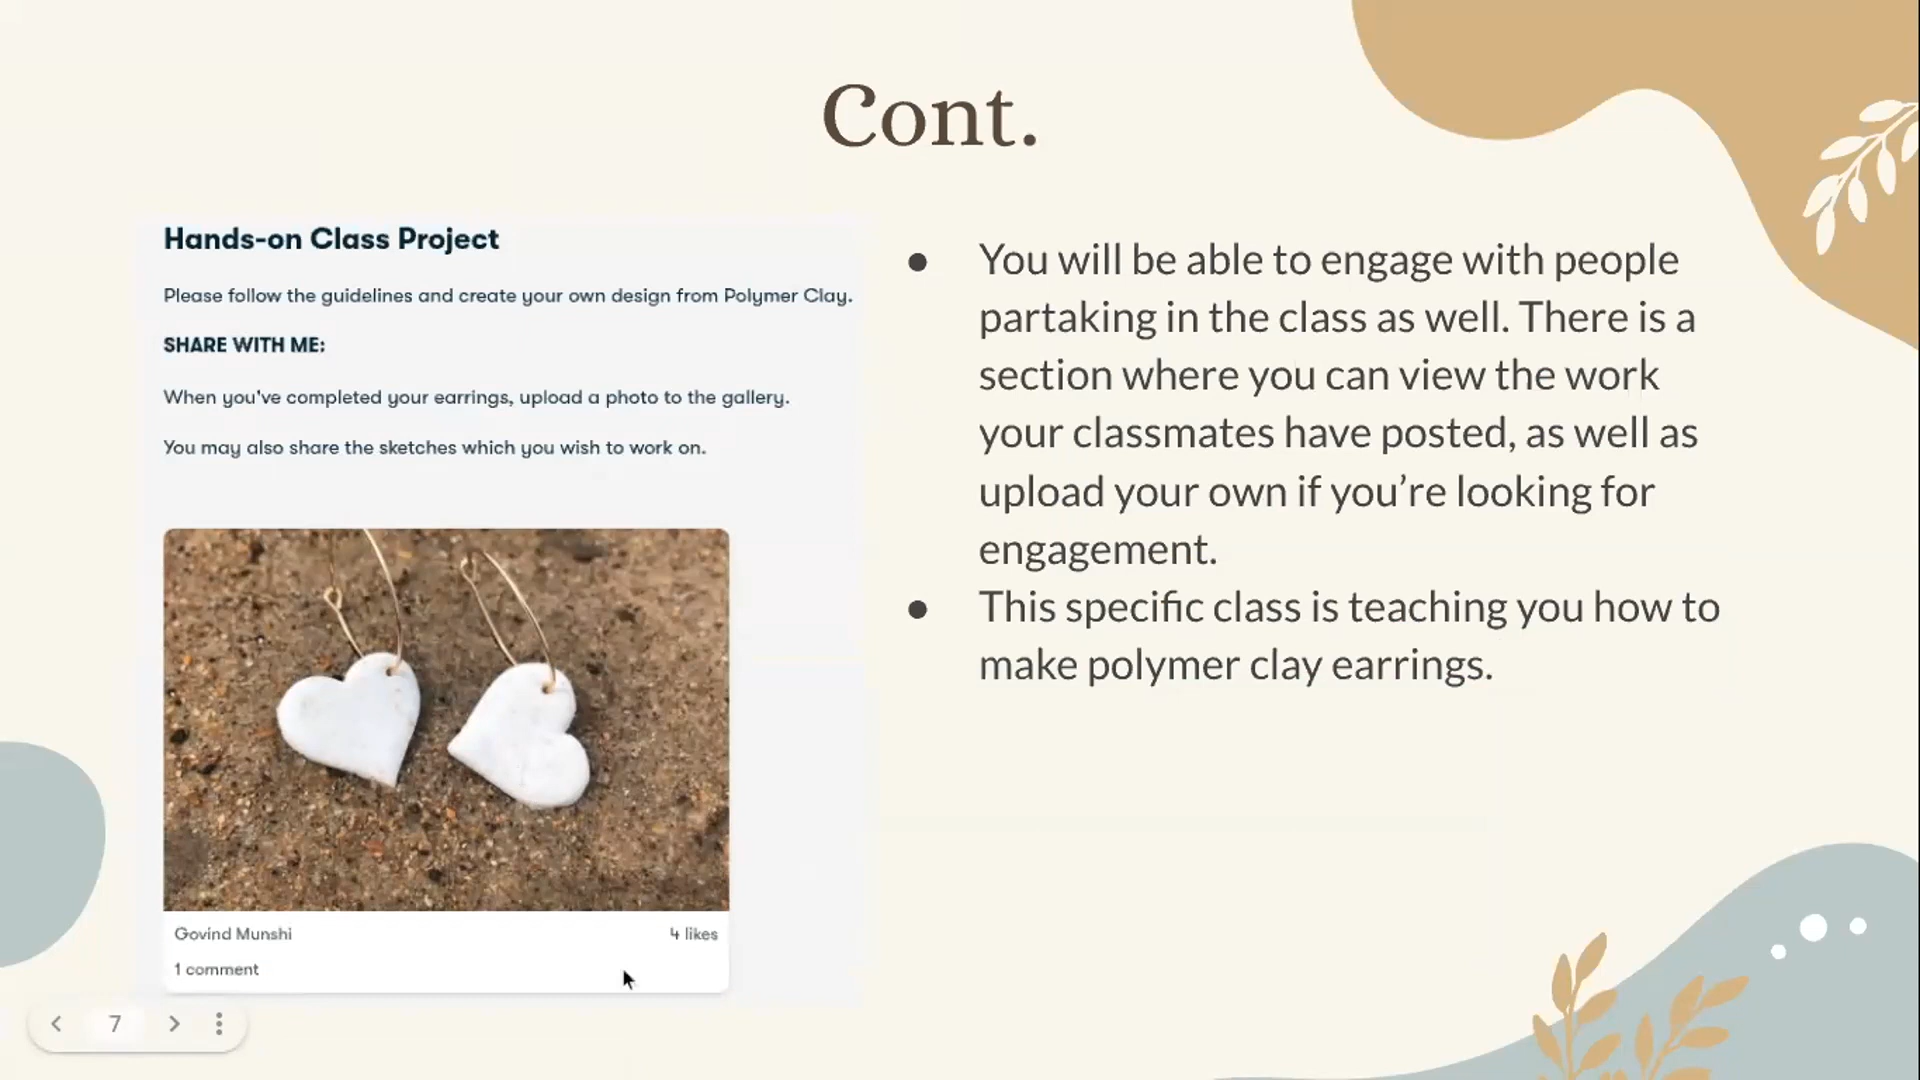 Cont.
Hands-on Class Project
Please follow the guidelines and create your own design from Polymer Clay.
SHARE WITH ME:
When you've completed your earrings, upload a photo to the gallery.
You may also share the sketches which you wish to work on.
Govind Munshi
4 likes
1 comment
● You will be able to engage with people
partaking in the class as well. There is a
section where you can view the work
your classmates have posted, as well as
upload your own if you’re looking for
engagement.
● This specific class is teaching you how to
make polymer clay earrings.
7